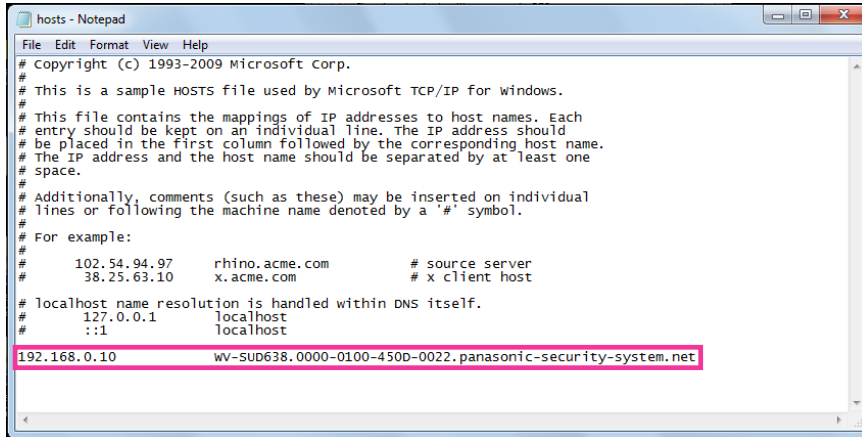 hosts - Notepad
File Edit Format View Help
# Copyright (c) 1993-2009 Microsoft Corp.
#
# This is a sample HOSTS file used by Microsoft TCP/IP for Windows.
#
# This file contains the mappings of IP addresses to host names. Each
# entry should be kept on an individual line. The IP address should
# be placed in the first column followed by the corresponding host name.
# The IP address and the host name should be separated by at least one
# space.
#
# Additionally, comments (such as these) may be inserted on individual
# lines or following the machine name denoted by a '#' symbol.
#
# For example:
#
#      102.54.94.97     rhino.acme.com          # source server
#       38.25.63.10     x.acme.com              # x client host

# localhost name resolution is handled within DNS itself.
#       127.0.0.1       localhost
#       ::1             localhost

192.168.0.10            WV-SUD638.0000-0100-450D-0022.panasonic-security-system.net